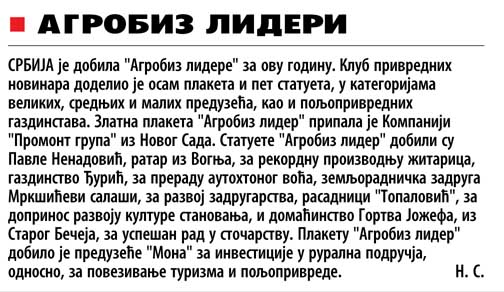 АГРОБИЗ ЛИДЕРИ
СРБИЈА је добила "Агробиз лидере" за ову годину. Клуб привредних
новинара доделио је осам плакета и пет статуета, у категоријама
великих, средњих и малих предузећа, као и пољопривредних
газдинстава. Златна плакета "Агробиз лидер" припала је Компанији
"Промонт група" из Новог Сада. Статуете "Агробиз лидер" добили су
Павле Ненадовић, ратар из Вогња, за рекордну производњу житарица,
газдинство Ђурић, за прераду аутохтоног воћа, земљорадничка задруга
Мркшићеви салаши, за развој задругарства, расадници "Топаловић", за
допринос развоју културе становања, и домаћинство Гортва Јожефа, из
Старог Бечеја, за успешан рад у сточарству. Плакету "Агробиз лидер"
добило је предузеће "Мона" за инвестиције у рурална подручја,
односно, за повезивање туризма и пољопривреде. Н. С.